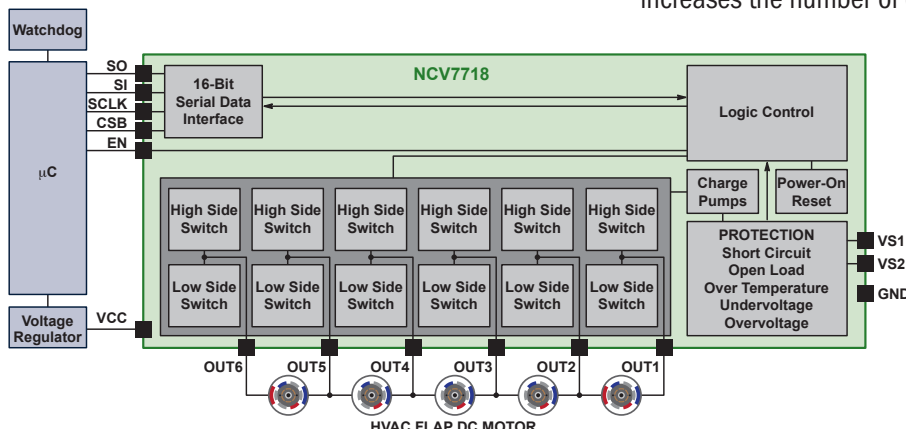 increases the number of
Watchdog
SO
SI
SCLK
CSB
EN
μC
16-Bit
Serial Data
Interface
NCV7718
Logic Control
Charge
Pumps
Power-On
Reset
High Side
Switch
High Side
Switch
High Side
Switch
High Side
Switch
High Side
Switch
High Side
Switch
Low Side
Switch
Low Side
Switch
Low Side
Switch
Low Side
Switch
Low Side
Switch
Low Side
Switch
PROTECTION
Short Circuit
Open Load
Over Temperature
Undervoltage
Overvoltage
VS1
VS2
GND
Voltage
Regulator
VCC
OUT6
OUT5
OUT4
OUT3
OUT2
OUT1
HVAC FLAP DC MOTOR